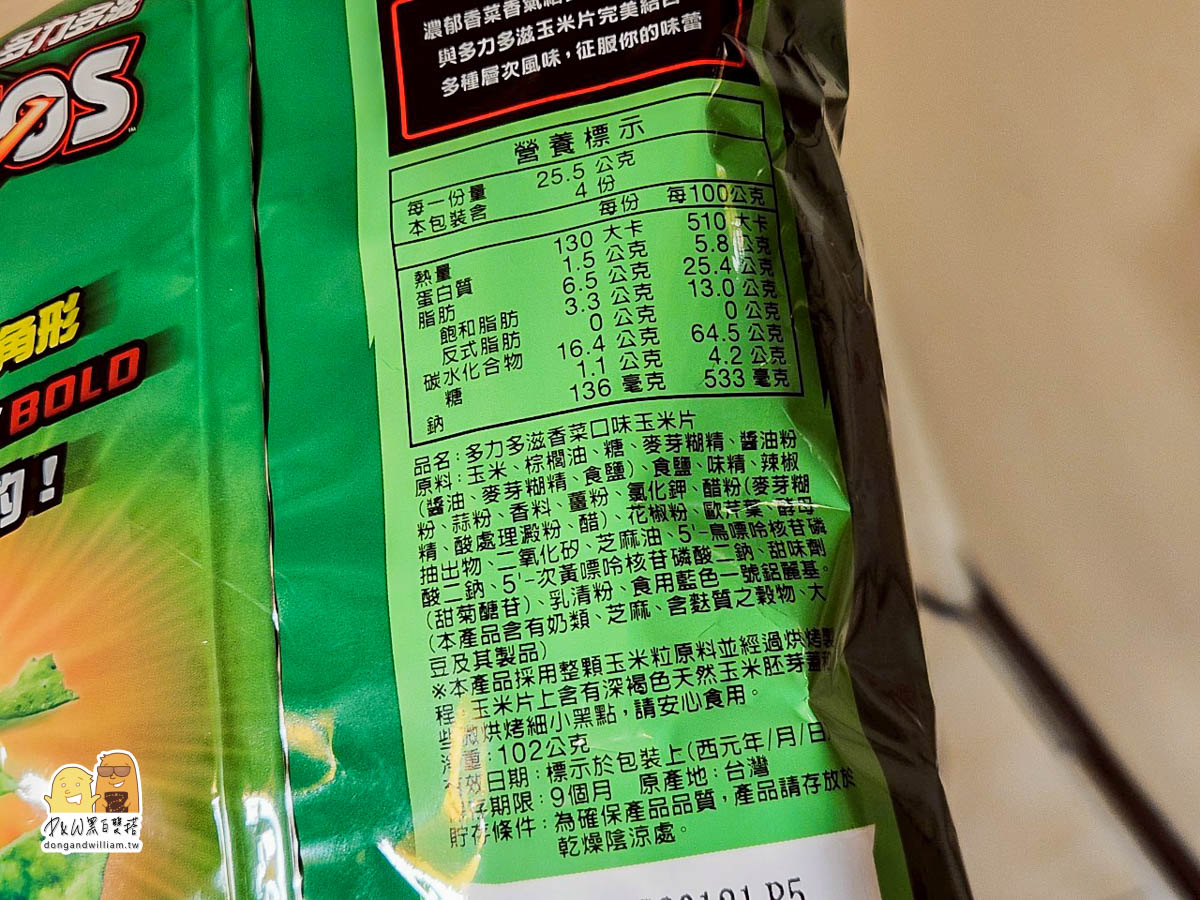 多力多滋
OS
角形
BOLD
的!
濃郁香菜香氣
與多力多滋玉米片完美結合
多種層次風味,征服你的味蕾
營養標示
每一份量 25.5 公克
本包裝含 4 份
每份 每100公克
熱量 130 大卡 510 大卡
蛋白質 1.5 公克 5.8 公克
脂肪 6.5 公克 25.4 公克
飽和脂肪 3.3 公克 13.0 公克
反式脂肪 0 公克 0 公克
碳水化合物 16.4 公克 64.5 公克
糖 1.1 公克 4.2 公克
鈉 136 毫克 533 毫克
品名:多力多滋香菜口味玉米片
原料:玉米、棕櫚油、糖、麥芽糊精、醬油粉
(醬油、麥芽糊精、食鹽)、食鹽、味精、辣椒
粉、蒜粉、香料、薑粉、氯化鉀、醋粉(麥芽糊
精、酸處理澱粉、醋)、花椒粉、歐芹葉、酵母
抽出物、二氧化矽、芝麻油、5'-鳥嘌呤核苷磷
酸二鈉、5'-次黃嘌呤核苷磷酸二鈉、甜味劑
(甜菊醣苷)、乳清粉、食用藍色一號鋁麗基。
(本產品含有奶類、芝麻、含麩質之穀物、大
豆及其製品)
※本產品採用整顆玉米粒原料並經過烘烤製
程,玉米片上含有深褐色天然玉米胚芽
些微烘烤細小黑點,請安心食用。
淨重:102公克
有效日期:標示於包裝上(西元年/月/日)
保存期限:9個月 原產地:台灣
貯存條件:為確保產品品質,產品請存放於
乾燥陰涼處。
D&W黑白雙搭
dongandwilliam.tw